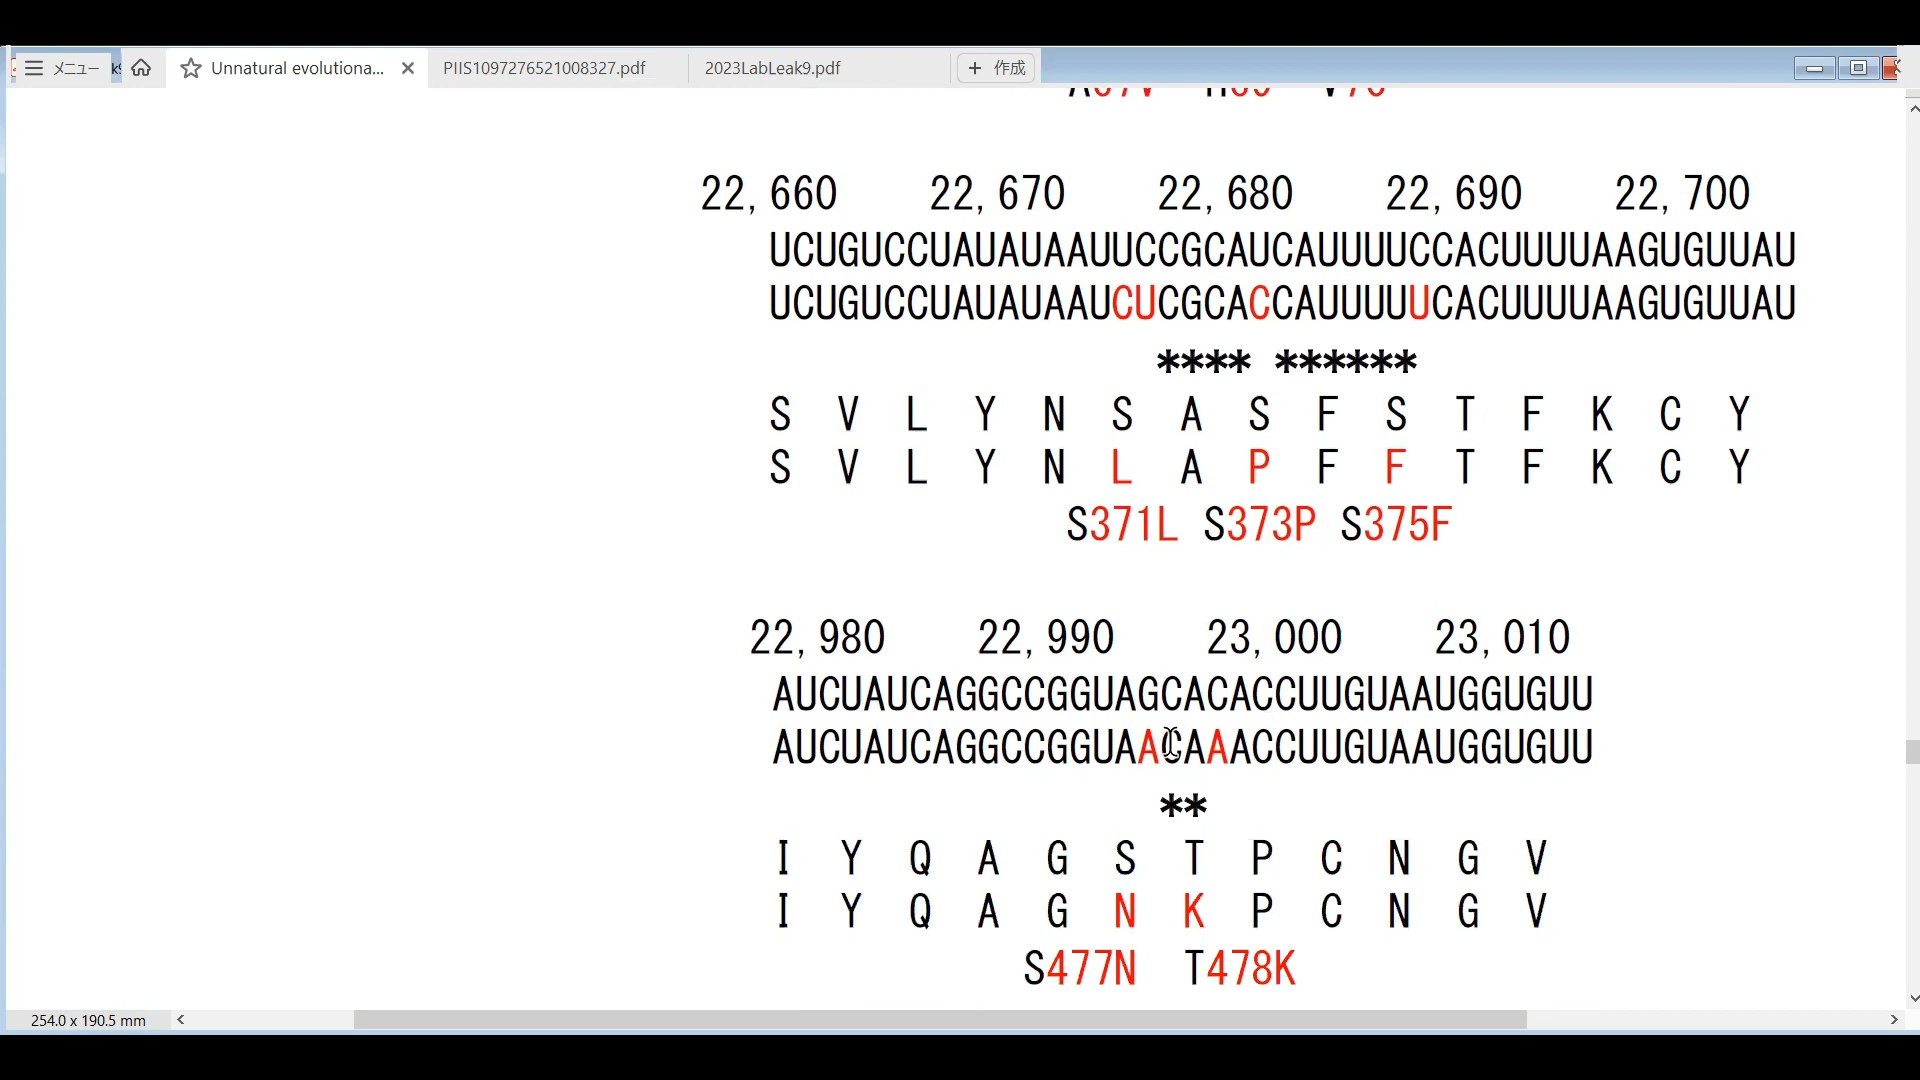 メニュー
Unnatural evolutiona...
PIIS1097276521008327.pdf
2023LabLeak9.pdf
+ 作成
22,660 22,670 22,680 22,690 22,700
UCUGUCCUAUAUAAUUCCGCAUCAUUUUCCACUUUUAAGUGUUAU
UCUGUCCUAUAUAAUCUCGCACCAUUUUUCACUUUUAAGUGUUAU
**** ******
S V L Y N S A S F S T F K C Y
S V L Y N L A P F F T F K C Y
S371L S373P S375F
22,980 22,990 23,000 23,010
AUCUAUCAGGCCGGUAGCACACCUUGUAAUGGUGUU
AUCUAUCAGGCCGGUAACAAACCUUGUAAUGGUGUU
**
I Y Q A G S T P C N G V
I Y Q A G N K P C N G V
S477N T478K
254.0 x 190.5 mm